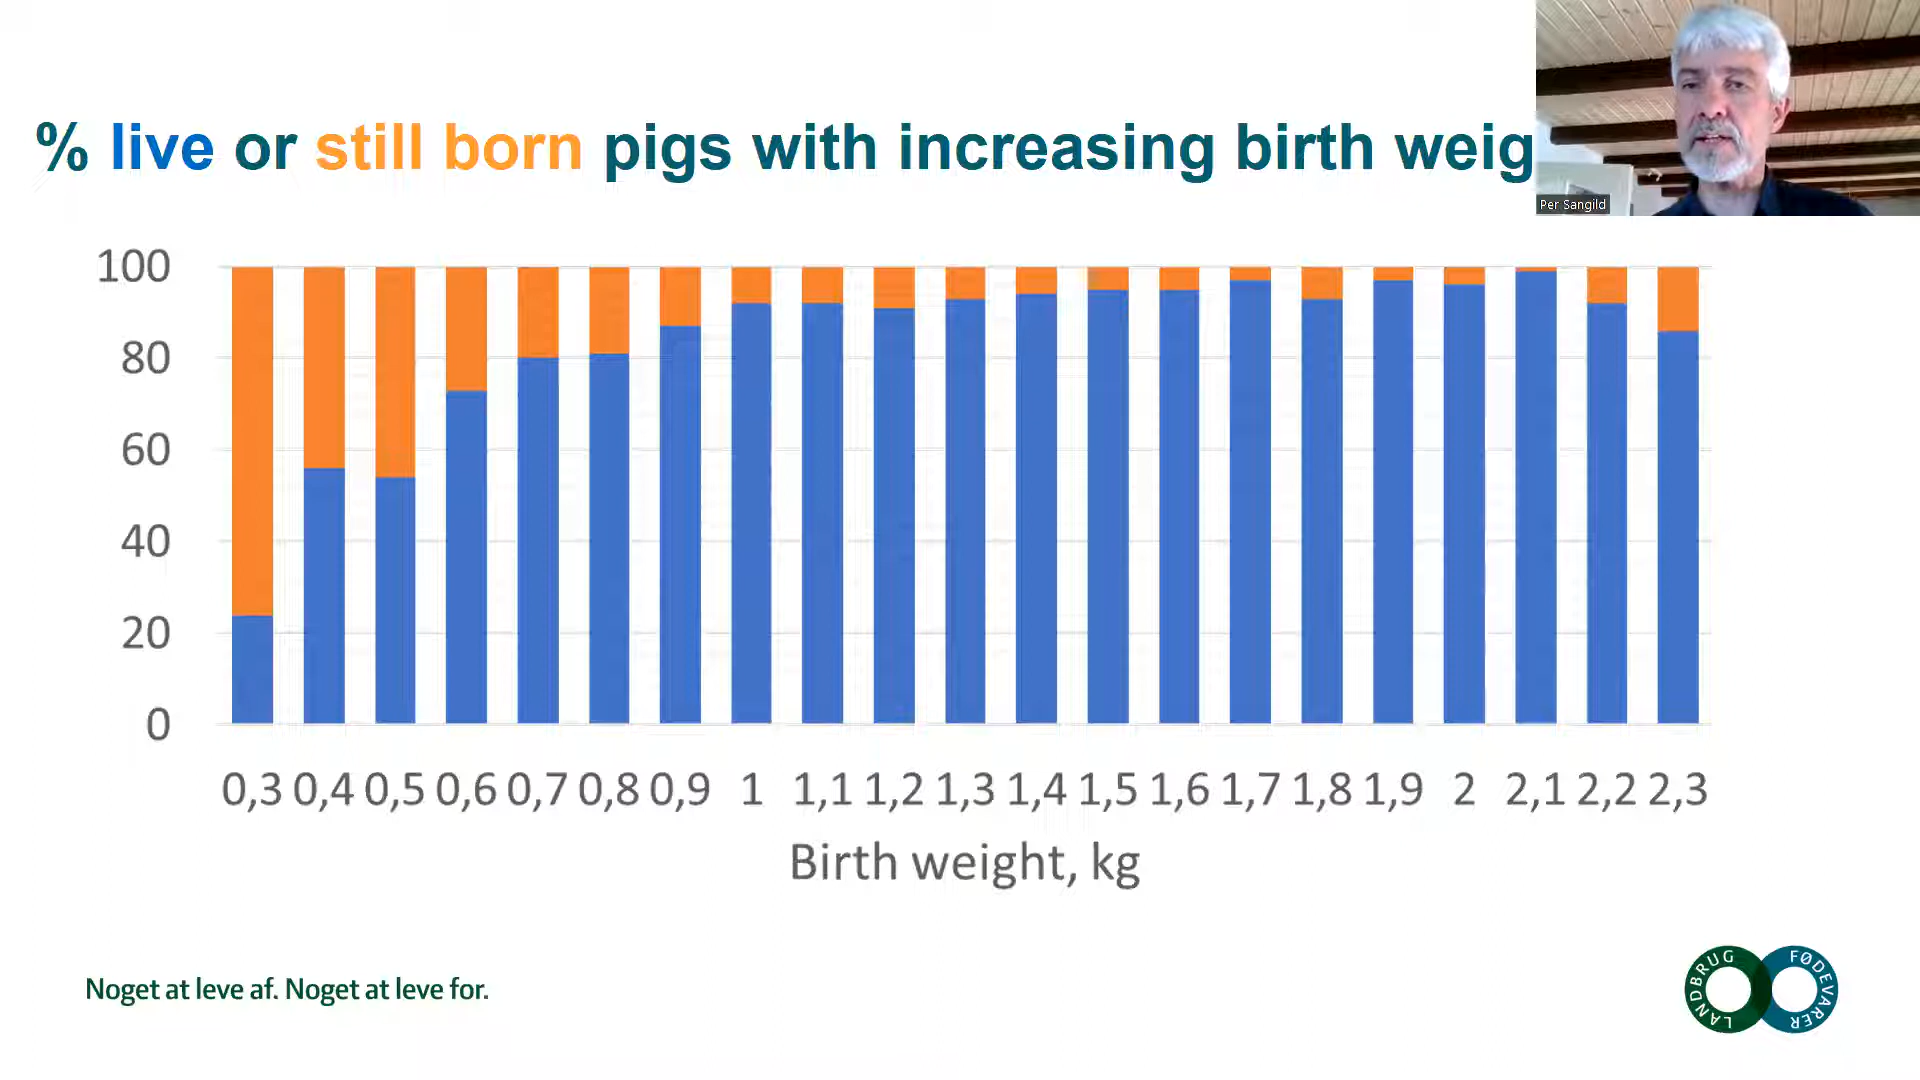 % live or still born pigs with increasing birth weig
Per Sangild
100
80
60
40
20
0
0,3 0,4 0,5 0,6 0,7 0,8 0,9 1 1,1 1,2 1,3 1,4 1,5 1,6 1,7 1,8 1,9 2 2,1 2,2 2,3
Birth weight, kg
Noget at leve af. Noget at leve for.
LANDBRUG FØDEVARER